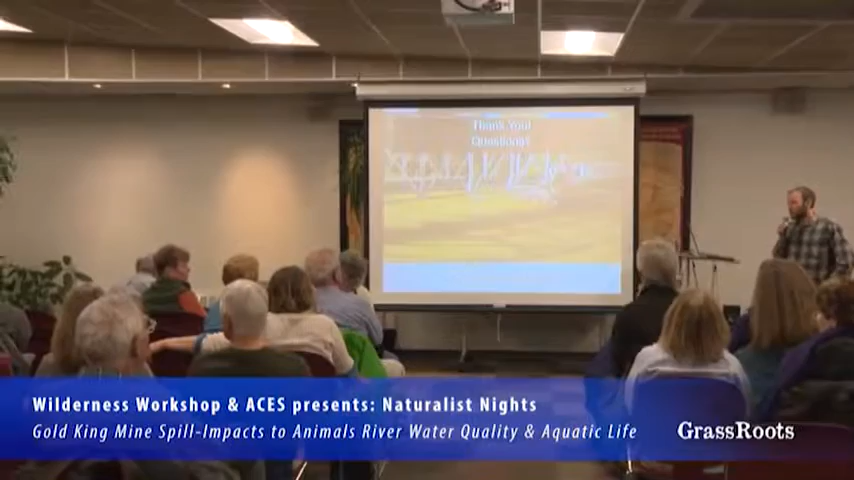 Thank You!
Questions?
Wilderness Workshop & ACES presents: Naturalist Nights
Gold King Mine Spill-Impacts to Animals River Water Quality & Aquatic Life
GrassRoots